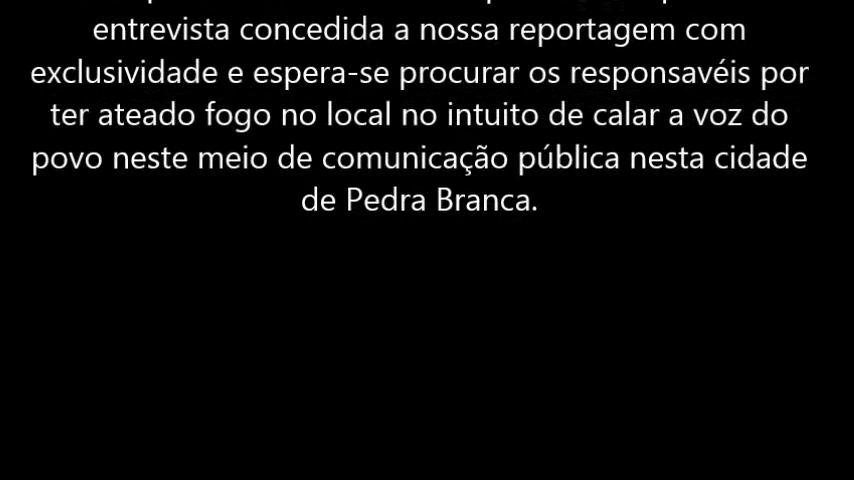 entrevista concedida a nossa reportagem com
exclusividade e espera-se procurar os responsavéis por
ter ateado fogo no local no intuito de calar a voz do
povo neste meio de comunicação pública nesta cidade
de Pedra Branca.